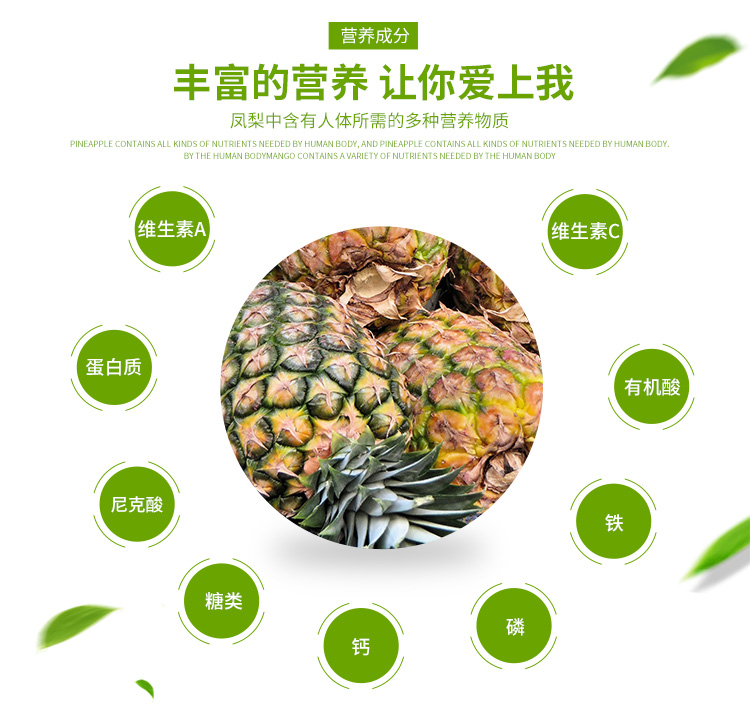 营养成分
丰富的营养 让你爱上我
凤梨中含有人体所需的多种营养物质
PINEAPPLE CONTAINS ALL KINDS OF NUTRIENTS NEEDED BY HUMAN BODY, AND PINEAPPLE CONTAINS ALL KINDS OF NUTRIENTS NEEDED BY HUMAN BODY.
BY THE HUMAN BODYMANGO CONTAINS A VARIETY OF NUTRIENTS NEEDED BY THE HUMAN BODY
维生素A
维生素C
蛋白质
有机酸
尼克酸
铁
糖类
磷
钙